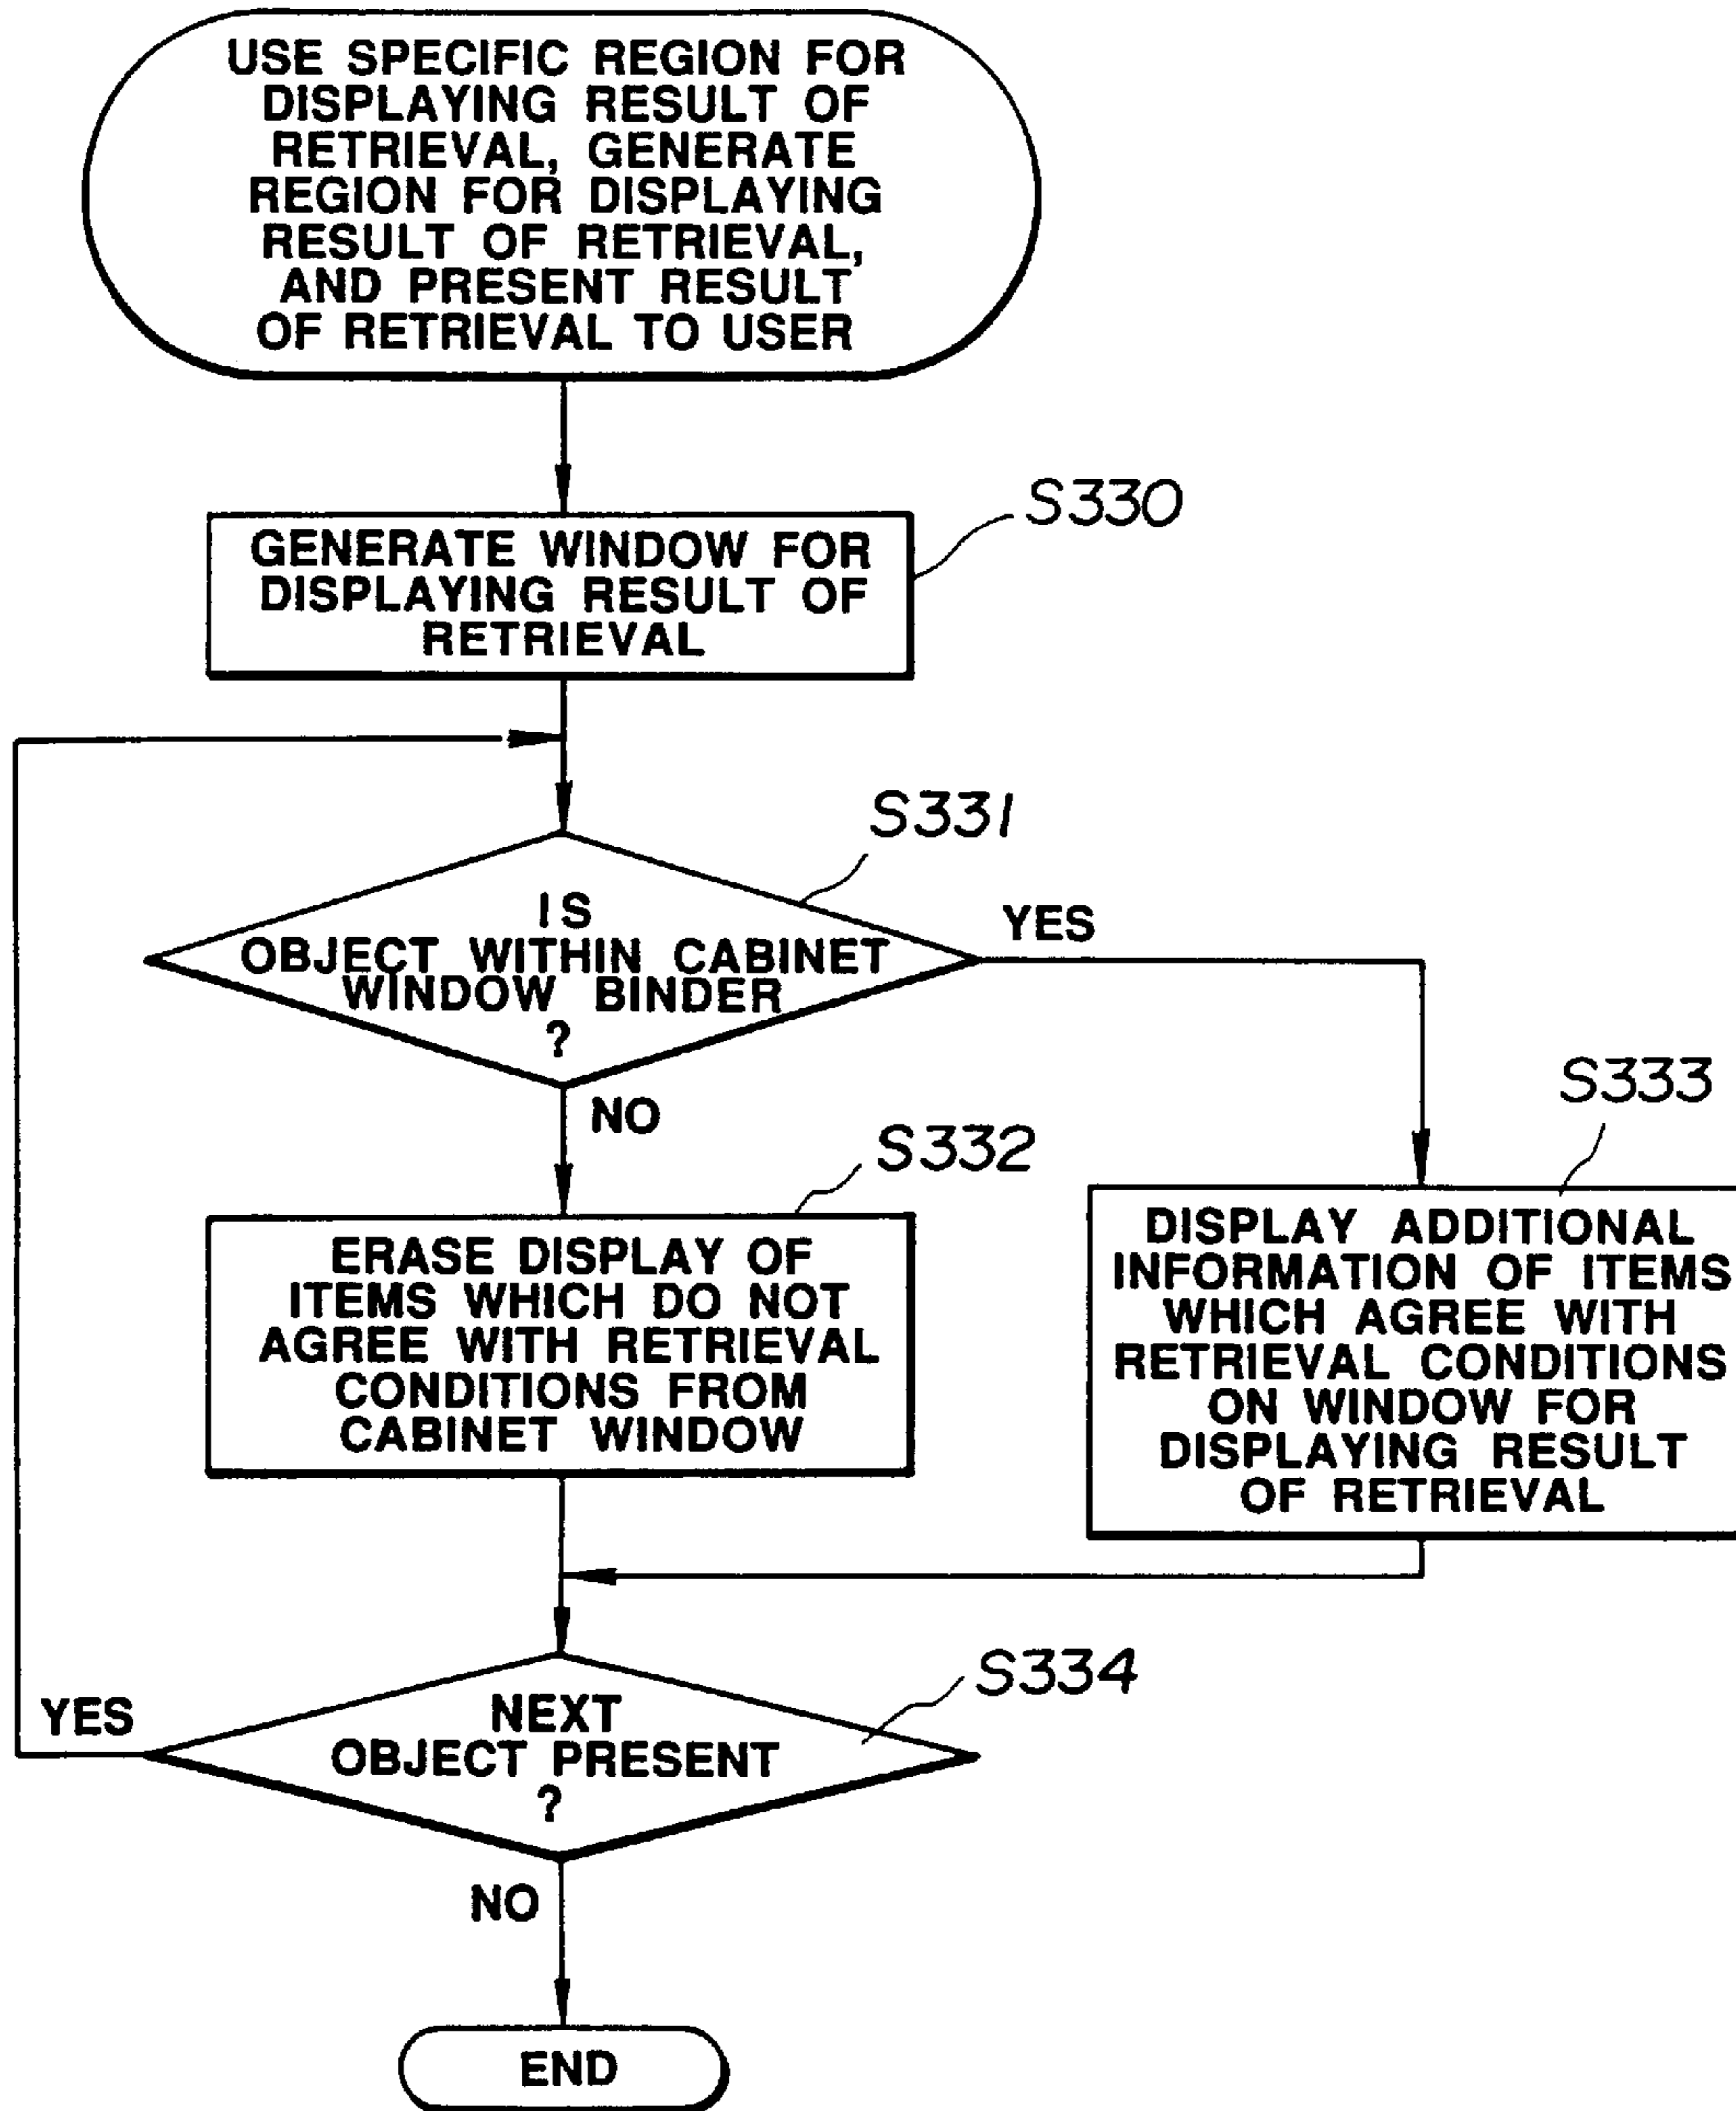 USE SPECIFIC REGION FOR
DISPLAYING RESULT OF
RETRIEVAL, GENERATE
REGION FOR DISPLAYING
RESULT OF RETRIEVAL,
AND PRESENT RESULT
OF RETRIEVAL TO USER
S330
GENERATE WINDOW FOR
DISPLAYING RESULT OF
RETRIEVAL
S331
IS
OBJECT WITHIN CABINET
WINDOW BINDER
?
YES
NO
S332
ERASE DISPLAY OF
ITEMS WHICH DO NOT
AGREE WITH RETRIEVAL
CONDITIONS FROM
CABINET WINDOW
S333
DISPLAY ADDITIONAL
INFORMATION OF ITEMS
WHICH AGREE WITH
RETRIEVAL CONDITIONS
ON WINDOW FOR
DISPLAYING RESULT
OF RETRIEVAL
S334
NEXT
OBJECT PRESENT
?
YES
NO
END